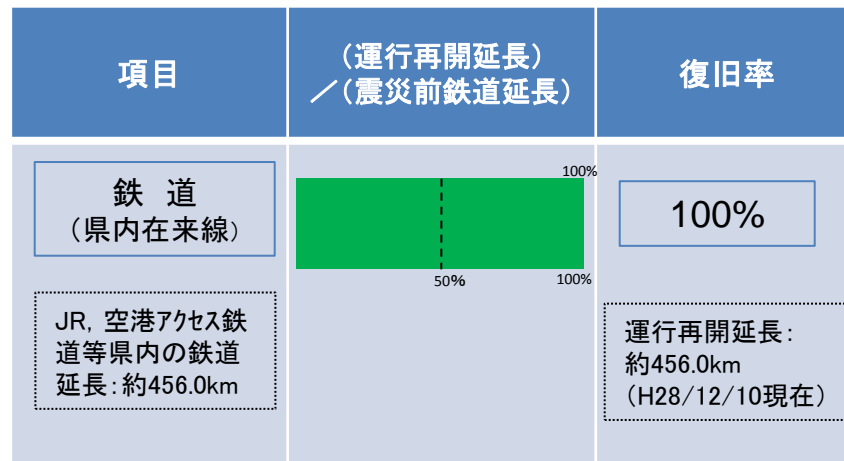 項目
（運行再開延長）
／（震災前鉄道延長）
復旧率
鉄 道
（県内在来線）
100%
50%
100%
100%
JR，空港アクセス鉄
道等県内の鉄道
延長：約456.0km
運行再開延長：
約456.0km
（H28/12/10現在）